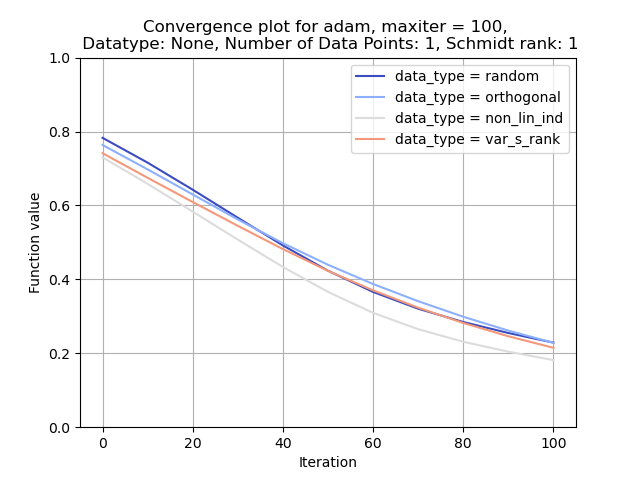 Convergence plot for adam, maxiter = 100,
Datatype: None, Number of Data Points: 1, Schmidt rank: 1
1.0
0.8
0.6
0.4
0.2
0.0
Function value
data_type = random
data_type = orthogonal
data_type = non_lin_ind
data_type = var_s_rank
0 20 40 60 80 100
Iteration